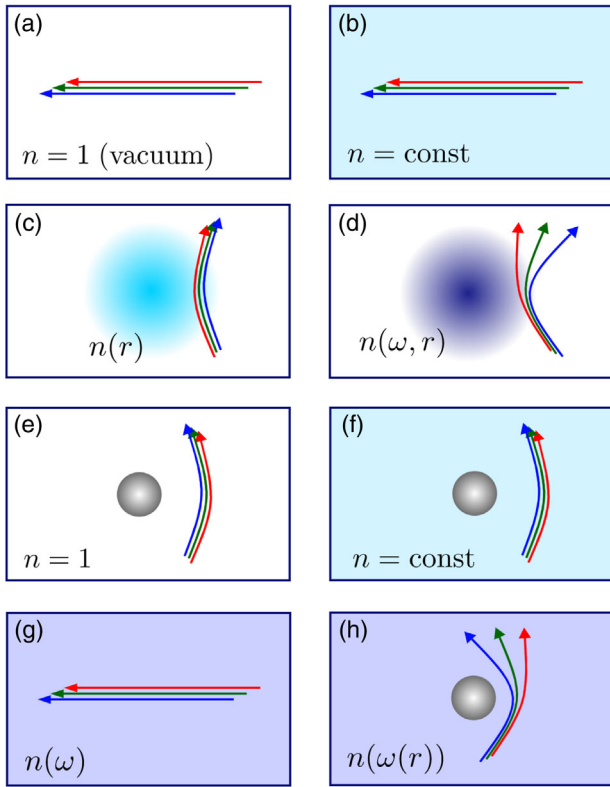 (a)
n = 1 (vacuum)
(b)
n = const
(c)
n(r)
(d)
n(ω, r)
(e)
n = 1
(f)
n = const
(g)
n(ω)
(h)
n(ω(r))